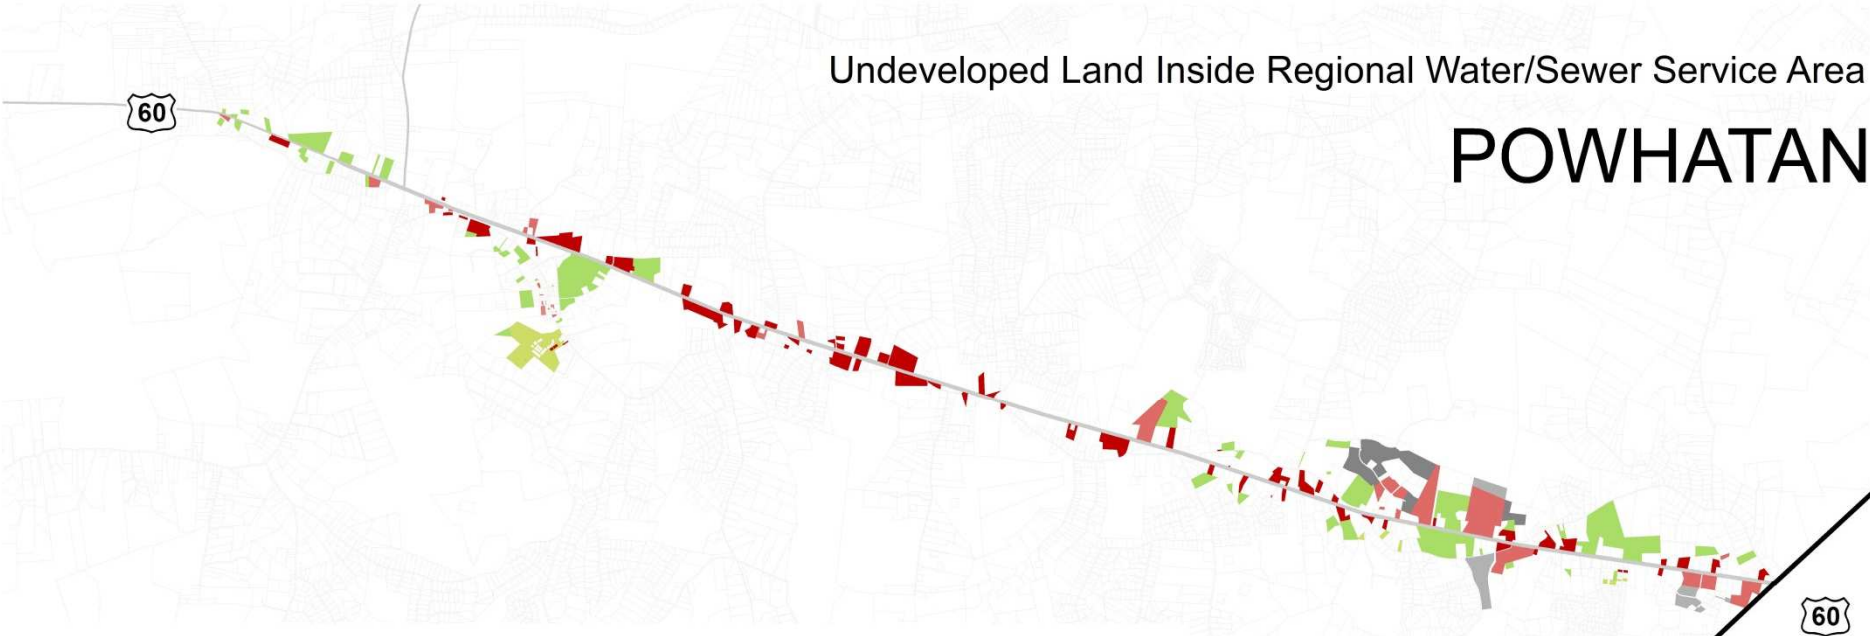 Undeveloped Land Inside Regional Water/Sewer Service Area
60
POWHATAN
60